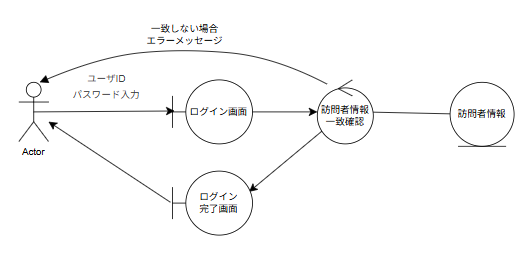 一致しない場合
エラーメッセージ
ユーザID
パスワード入力
ログイン画面
訪問者情報
一致確認
訪問者情報
Actor
ログイン
完了画面